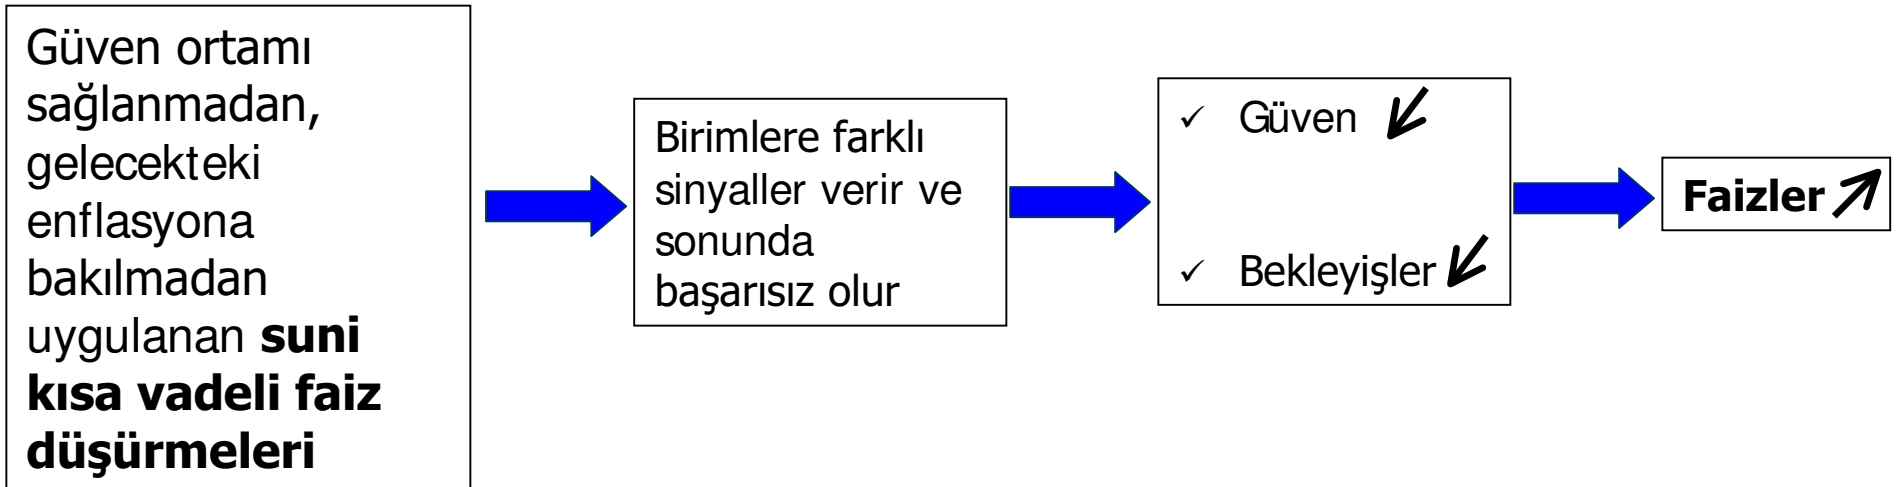 Güven ortamı
sağlanmadan,
gelecekteki
enflasyona
bakılmadan
uygulanan suni
kısa vadeli faiz
düşürmeleri
Birimlere farklı
sinyaller verir ve
sonunda
başarısız olur
✓ Güven ↙
✓ Bekleyişler ↙
Faizler ↗